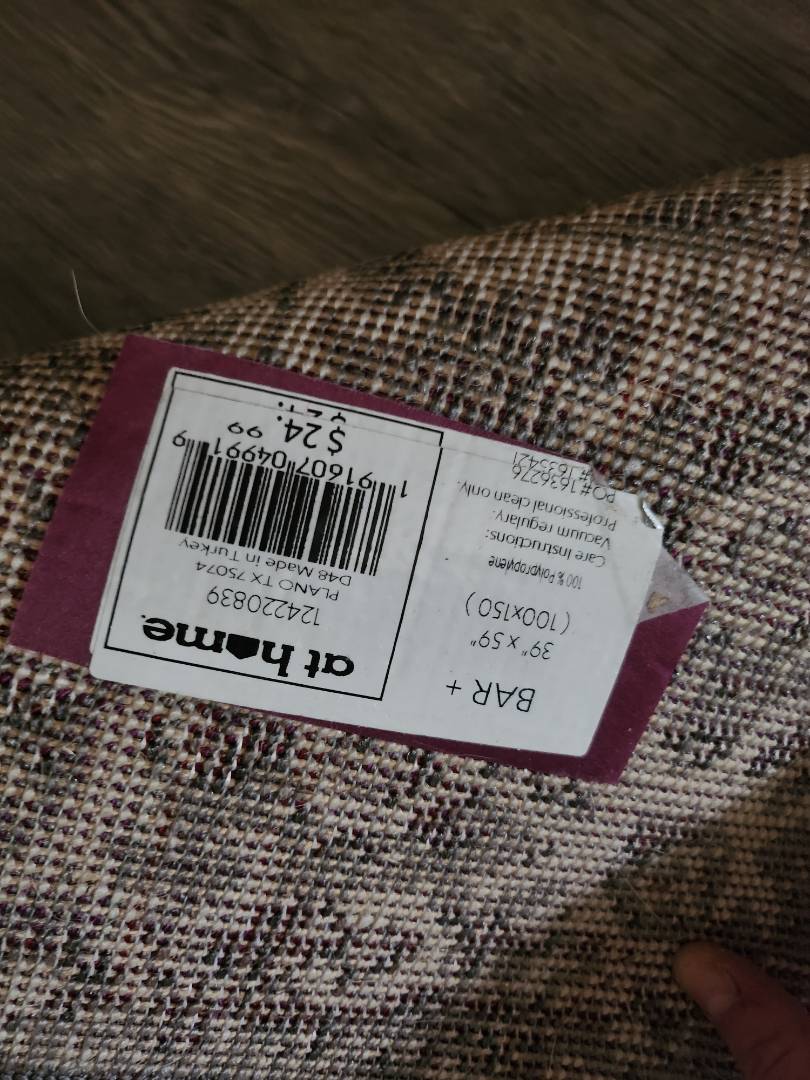 BAR +
39" x 59"
(100x150)
100 % Polypropylene
Care Instructions:
Vacuum regulary.
Professional clean only.
PO# 1636276
at home.
124220839
PLANO TX 75074
D48 Made in Turkey
1 91607 04991 9
$24.99